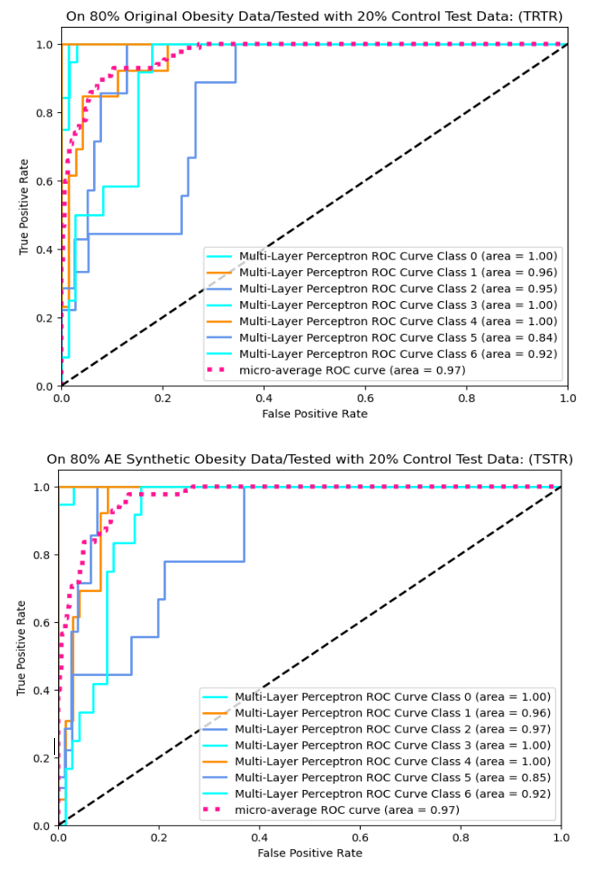 On 80% Original Obesity Data/Tested with 20% Control Test Data: (TRTR)
1.0
0.8
0.6
0.4
0.2
0.0
True Positive Rate
Multi-Layer Perceptron ROC Curve Class 0 (area = 1.00)
Multi-Layer Perceptron ROC Curve Class 1 (area = 0.96)
Multi-Layer Perceptron ROC Curve Class 2 (area = 0.95)
Multi-Layer Perceptron ROC Curve Class 3 (area = 1.00)
Multi-Layer Perceptron ROC Curve Class 4 (area = 1.00)
Multi-Layer Perceptron ROC Curve Class 5 (area = 0.84)
Multi-Layer Perceptron ROC Curve Class 6 (area = 0.92)
micro-average ROC curve (area = 0.97)
0.0 0.2 0.4 0.6 0.8 1.0
False Positive Rate
On 80% AE Synthetic Obesity Data/Tested with 20% Control Test Data: (TSTR)
1.0
0.8
0.6
0.4
0.2
0.0
True Positive Rate
Multi-Layer Perceptron ROC Curve Class 0 (area = 1.00)
Multi-Layer Perceptron ROC Curve Class 1 (area = 0.96)
Multi-Layer Perceptron ROC Curve Class 2 (area = 0.97)
Multi-Layer Perceptron ROC Curve Class 3 (area = 1.00)
Multi-Layer Perceptron ROC Curve Class 4 (area = 1.00)
Multi-Layer Perceptron ROC Curve Class 5 (area = 0.85)
Multi-Layer Perceptron ROC Curve Class 6 (area = 0.92)
micro-average ROC curve (area = 0.97)
0.0 0.2 0.4 0.6 0.8 1.0
False Positive Rate